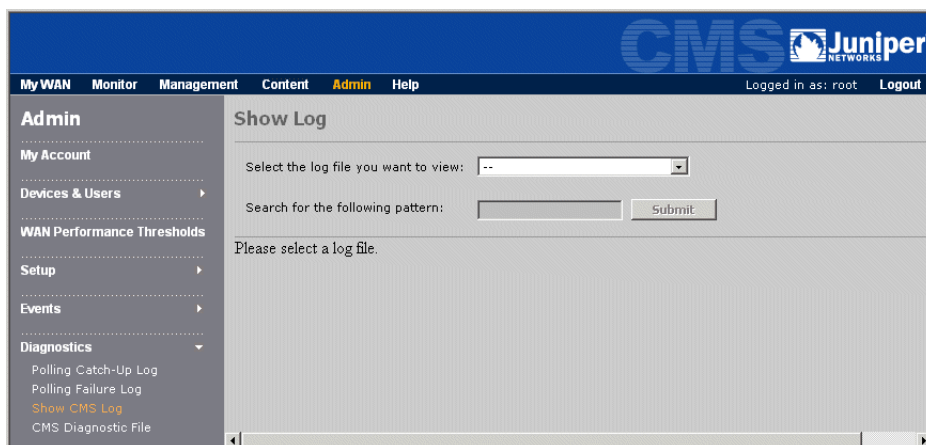 CMS
Juniper
NETWORKS
My WAN Monitor Management Content Admin Help Logged in as: root Logout
Admin
My Account
Devices & Users
WAN Performance Thresholds
Setup
Events
Diagnostics
Polling Catch-Up Log
Polling Failure Log
Show CMS Log
CMS Diagnostic File
Show Log
Select the log file you want to view: --
Search for the following pattern: Submit
Please select a log file.